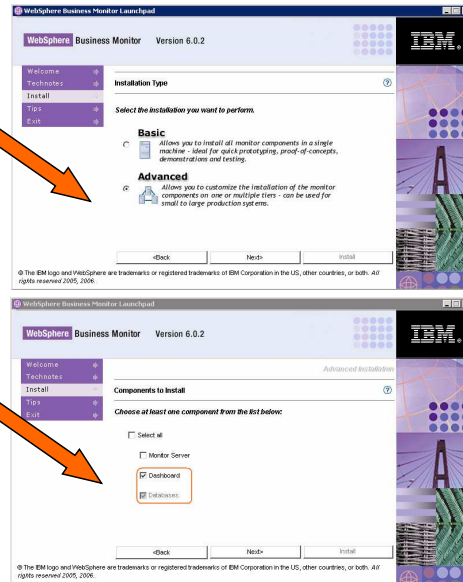 WebSphere Business Monitor Launchpad
WebSphere Business Monitor Version 6.0.2
IBM.
Welcome
Technotes
Install
Tips
Exit
Installation Type
Select the installation you want to perform.
Basic
Allows you to install all monitor components in a single
machine - ideal for quick prototyping, proof-of-concepts,
demonstrations and testing.
Advanced
Allows you to customize the installation of the monitor
components on one or multiple tiers - can be used for
small to large production systems.
<Back Next> Install
© The IBM logo and WebSphere are trademarks or registered trademarks of IBM Corporation in the US, other countries, or both. All
rights reserved 2005, 2006.
WebSphere Business Monitor Launchpad
WebSphere Business Monitor Version 6.0.2
IBM.
Welcome
Technotes
Install
Tips
Exit
Advanced Installation
Components to Install
Choose at least one component from the list below:
Select all
Monitor Server
Dashboard
Databases
<Back Next> Install
© The IBM logo and WebSphere are trademarks or registered trademarks of IBM Corporation in the US, other countries, or both. All
rights reserved 2005, 2006.